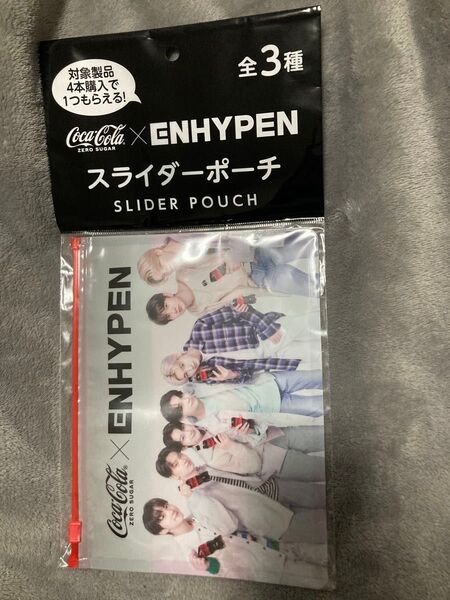 対象製品
4本購入で
1つもらえる!
全3種
Coca-Cola ZERO SUGAR × ENHYPEN
スライダーポーチ
SLIDER POUCH
Coca-Cola ZERO SUGAR × ENHYPEN